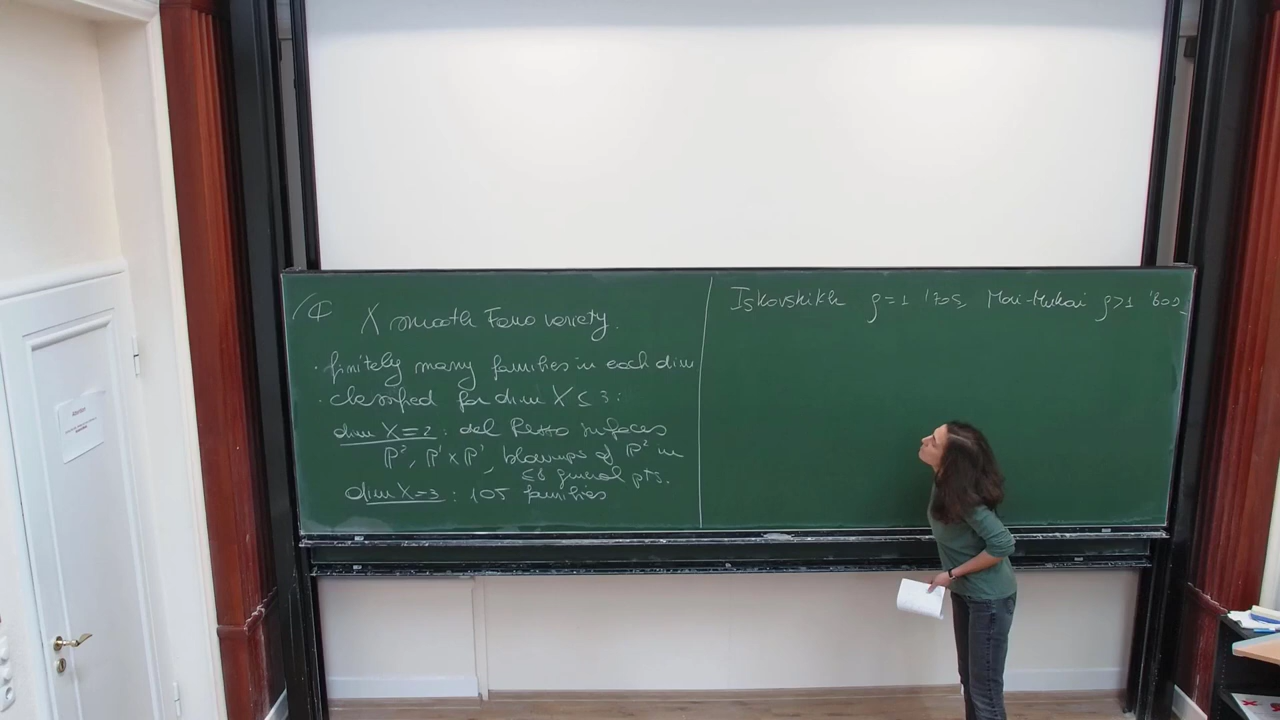 /ℂ X smooth Fano variety.
· finitely many families in each dim
· classified for dim X ≤ 3:
dim X=2: del Pezzo surfaces
ℙ², ℙ¹×ℙ¹, blowups of ℙ² in
≤8 general pts.
dim X=3: 105 families
Iskovskikh ρ=1 '70s, Mori-Mukai ρ>1 '80s